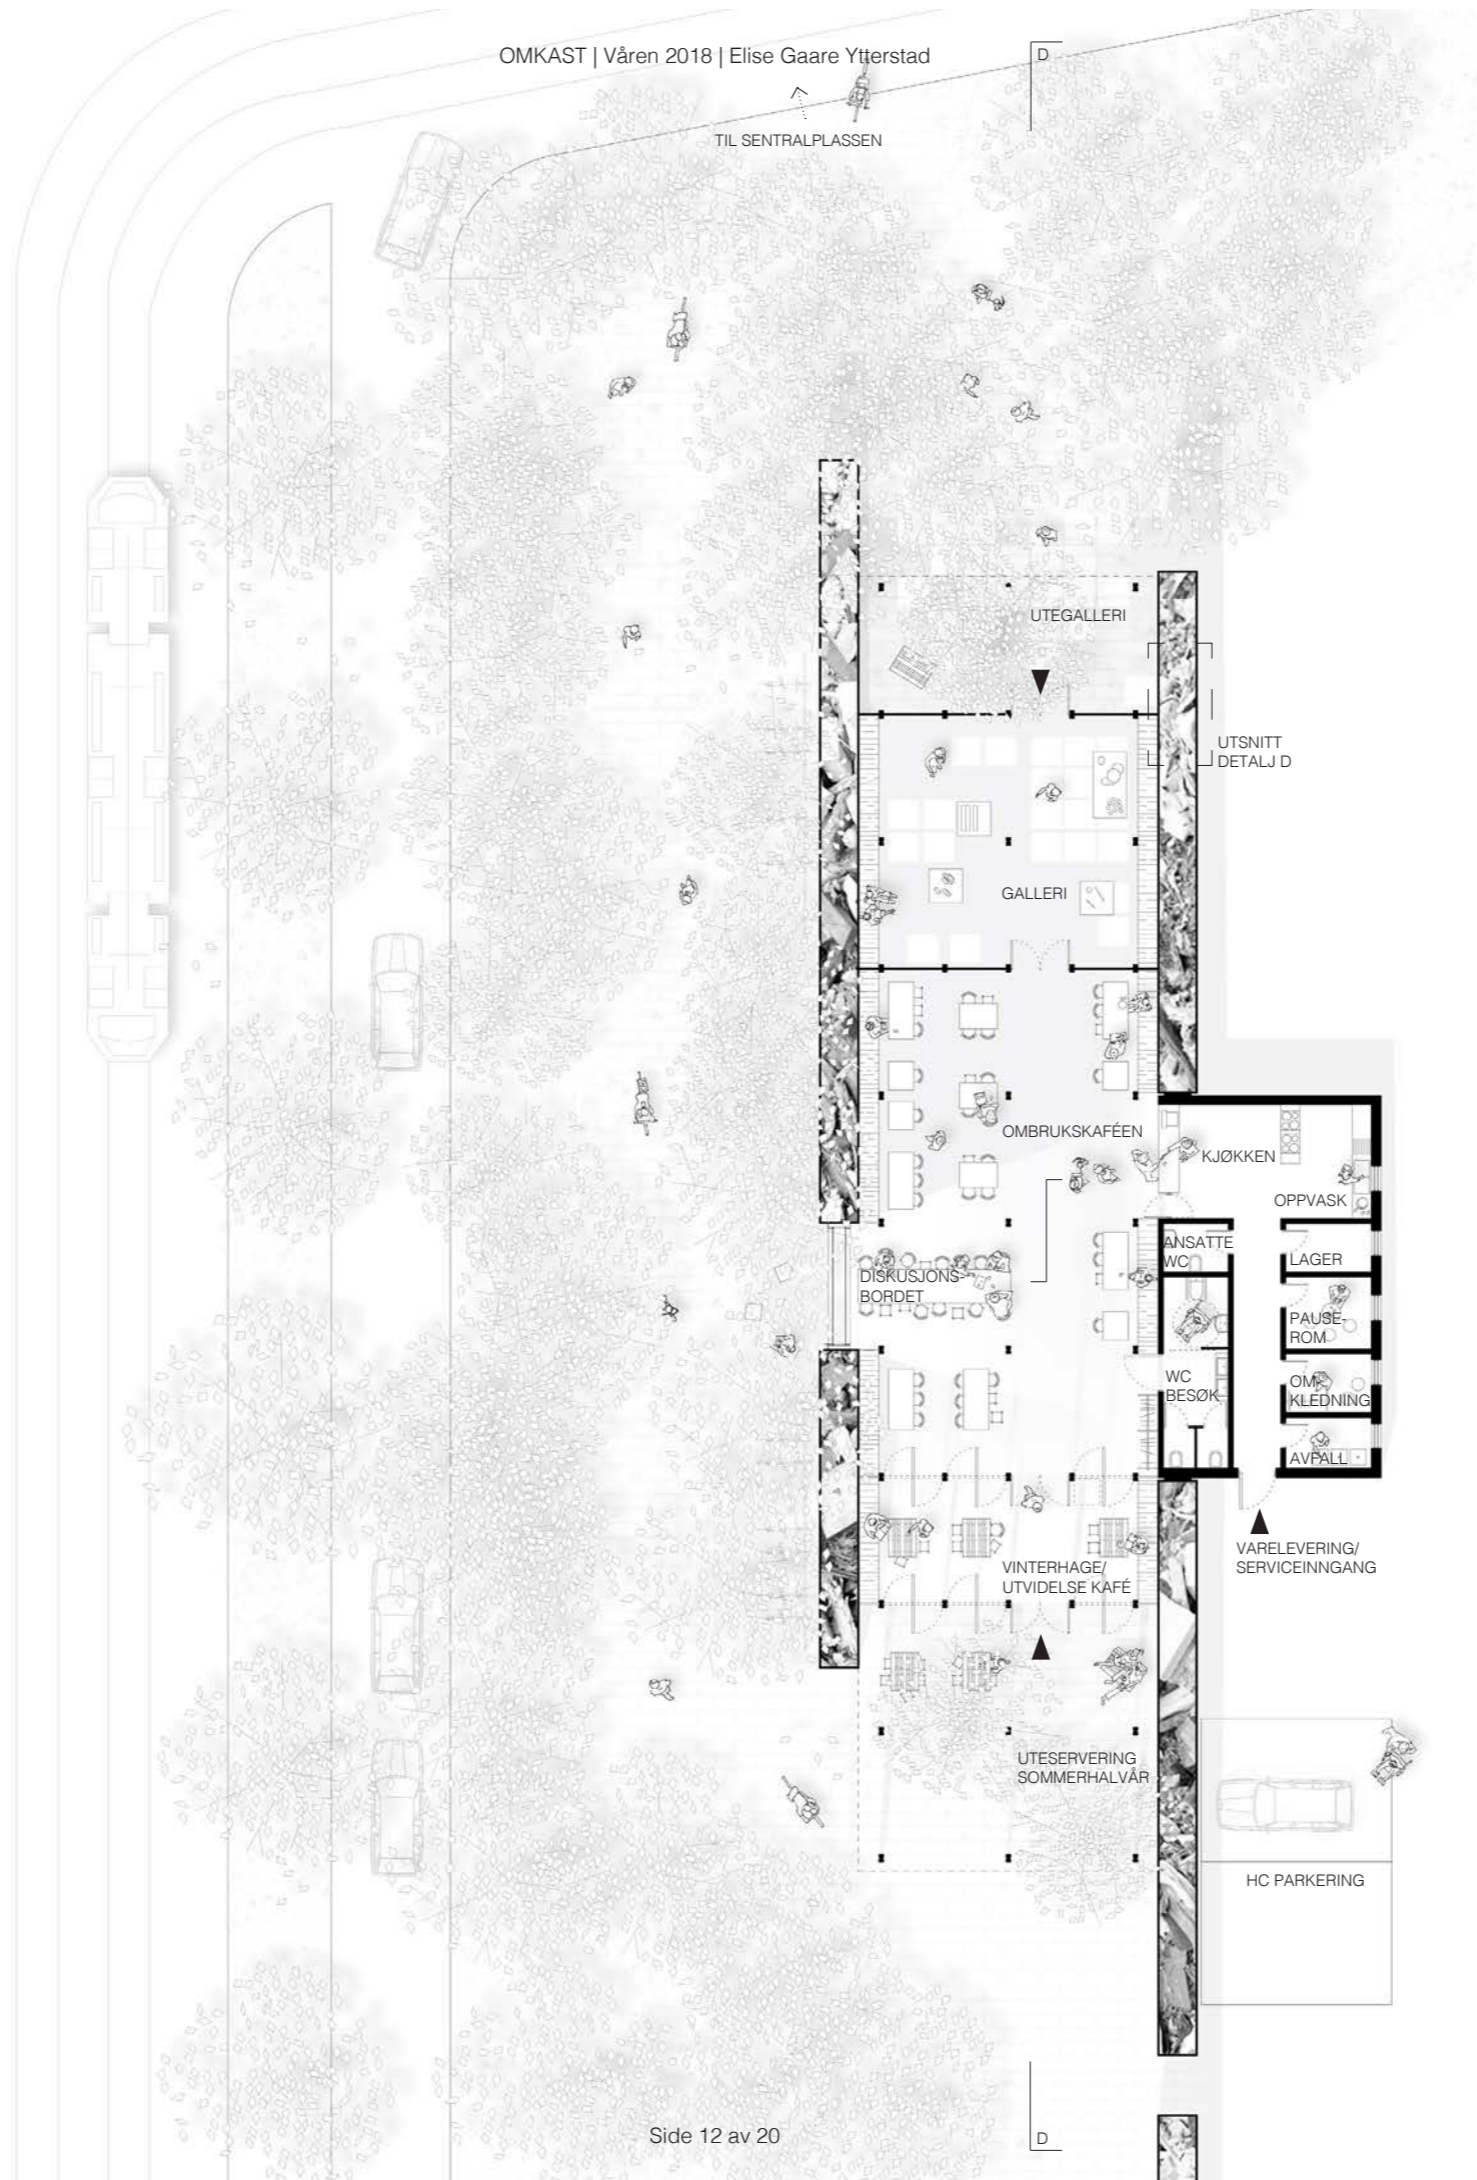 OMKAST | Våren 2018 | Elise Gaare Ytterstad
D
TIL SENTRALPLASSEN
UTEGALLERI
UTSNITT
DETALJ D
GALLERI
OMBRUKSKAFÉEN
KJØKKEN
OPPVASK
ANSATTE
WC
LAGER
DISKUSJONS-
BORDET
PAUSE-
ROM
WC
BESØK
OM-
KLEDNING
AVFALL
VARELEVERING/
SERVICEINNGANG
VINTERHAGE/
UTVIDELSE KAFÉ
UTESERVERING
SOMMERHALVÅR
HC PARKERING
Side 12 av 20
D